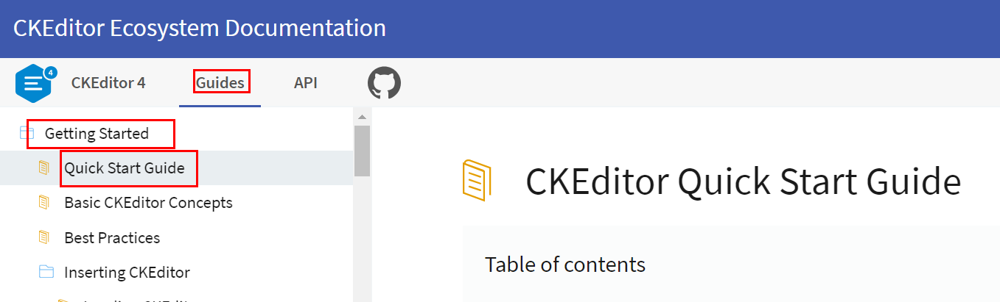 CKEditor Ecosystem Documentation
4
CKEditor 4
Guides
API
Getting Started
Quick Start Guide
Basic CKEditor Concepts
Best Practices
Inserting CKEditor
CKEditor Quick Start Guide
Table of contents